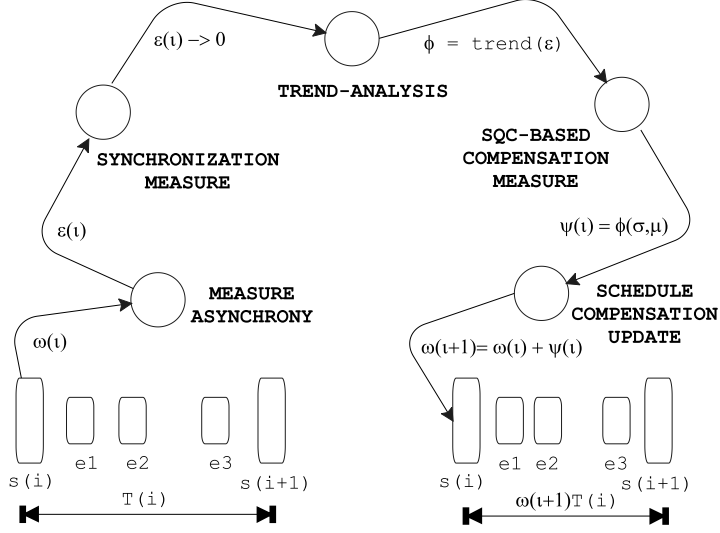 ε(ι) –> 0
ϕ = trend(ε)
TREND-ANALYSIS
SYNCHRONIZATION
MEASURE
SQC-BASED
COMPENSATION
MEASURE
ε(ι)
ψ(ι) = ϕ(σ,μ)
MEASURE
ASYNCHRONY
SCHEDULE
COMPENSATION
UPDATE
ω(ι)
ω(ι+1)= ω(ι) + ψ(ι)
e1 e2 e3
s(i) s(i+1)
T(i)
e1 e2 e3
s(i) s(i+1)
ω(ι+1)T(i)